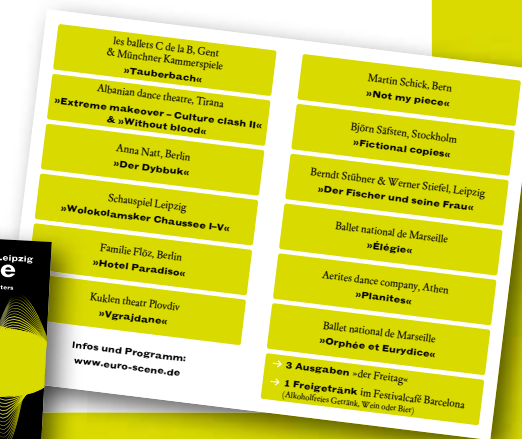 les ballers C de la B, Gent
& Münchner Kammerspiele
»Tauberbach«
Albanian dance theatre, Tirana
»Extreme makeover – Culture clash II«
& »Without blood«
Anna Natt, Berlin
»Der Dybbuk«
Schauspiel Leipzig
»Wolokolamsker Chaussee I–V«
Familie Flöz, Berlin
»Hotel Paradiso«
Kuklen theatr Plovdiv
»Vgrajdane«
Infos und Programm:
www.euro-scene.de
Martin Schick, Bern
»Not my piece«
Björn Säfsten, Stockholm
»Fictional copies«
Berndt Stübner & Werner Stiefel, Leipzig
»Der Fischer und seine Frau«
Ballet national de Marseille
»Élégie«
Aetites dance company, Athen
»Planites«
Ballet national de Marseille
»Orphée et Eurydice«
→ 3 Ausgaben »der Freitag«
→ 1 Freigetränk im Festivalcafé Barcelona
(Alkoholfreies Getränk, Wein oder Bier)
Leipzig
e
ters